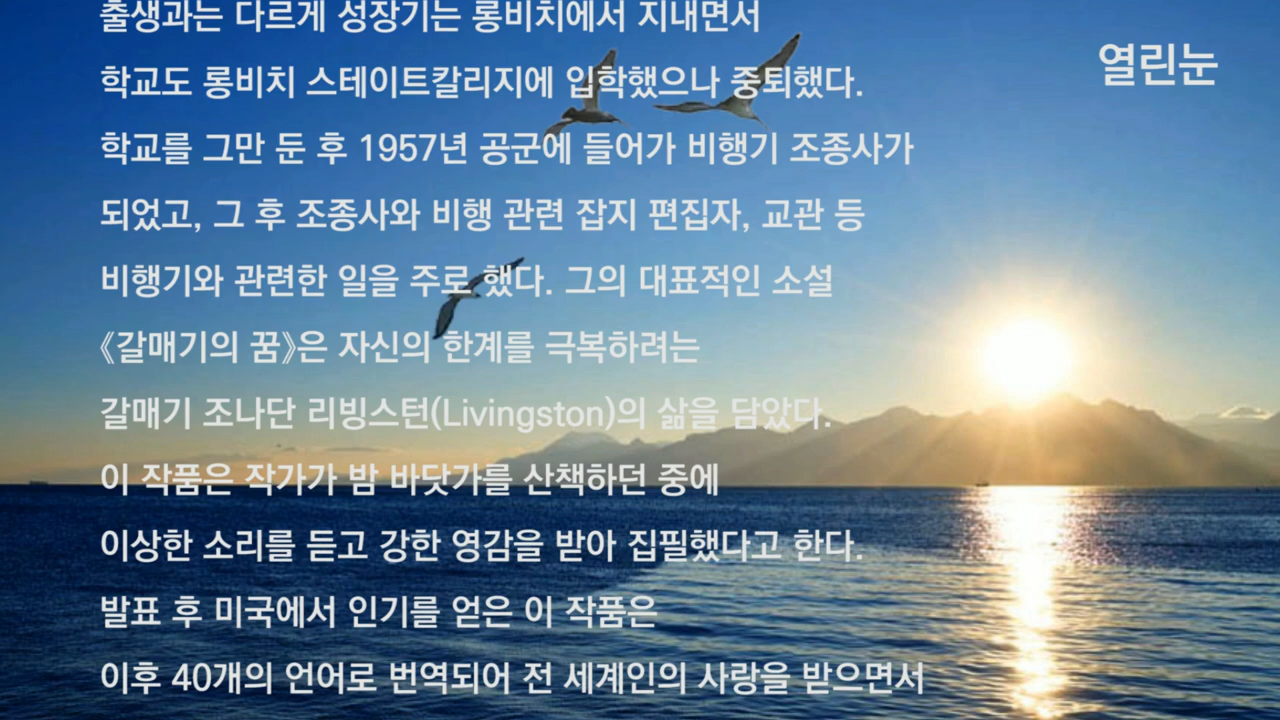 출생과는 다르게 성장기는 롱비치에서 지내면서
열린눈
학교도 롱비치 스테이트칼리지에 입학했으나 중퇴했다.
학교를 그만 둔 후 1957년 공군에 들어가 비행기 조종사가
되었고, 그 후 조종사와 비행 관련 잡지 편집자, 교관 등
비행기와 관련한 일을 주로 했다. 그의 대표적인 소설
《갈매기의 꿈》은 자신의 한계를 극복하려는
갈매기 조나단 리빙스턴(Livingston)의 삶을 담았다.
이 작품은 작가가 밤 바닷가를 산책하던 중에
이상한 소리를 듣고 강한 영감을 받아 집필했다고 한다.
발표 후 미국에서 인기를 얻은 이 작품은
이후 40개의 언어로 번역되어 전 세계인의 사랑을 받으면서